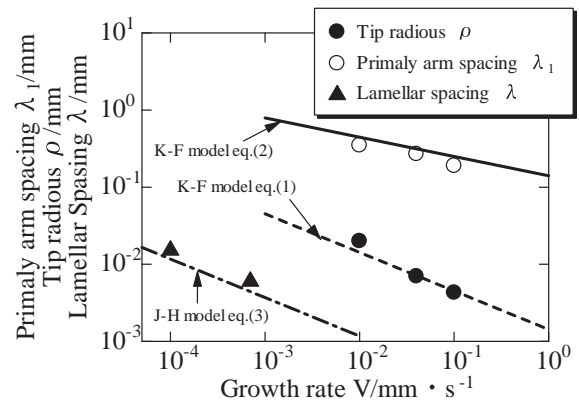 Tip radious ρ
Primaly arm spacing λ1
Lamellar spacing λ
Primaly arm spacing λ1/mm
Tip radious ρ/mm
Lamellar Spasing λ/mm
10^1
10^0
10^-1
10^-2
10^-3
K-F model eq.(2)
K-F model eq.(1)
J-H model eq.(3)
10^-4 10^-3 10^-2 10^-1 10^0
Growth rate V/mm・s^-1